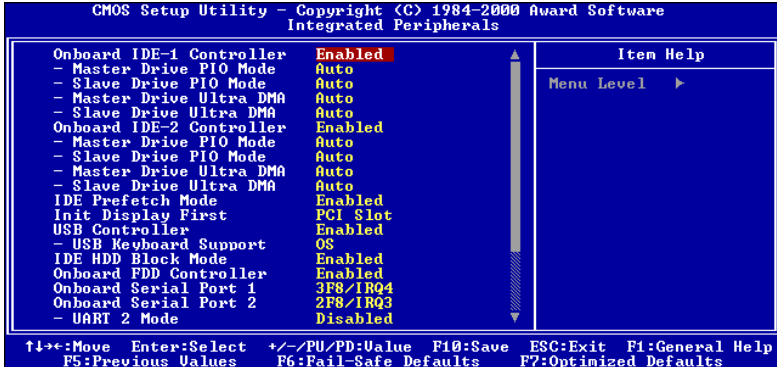 CMOS Setup Utility – Copyright (C) 1984–2000 Award Software
Integrated Peripherals
Onboard IDE-1 Controller Enabled
- Master Drive PIO Mode Auto
- Slave Drive PIO Mode Auto
- Master Drive Ultra DMA Auto
- Slave Drive Ultra DMA Auto
Onboard IDE-2 Controller Enabled
- Master Drive PIO Mode Auto
- Slave Drive PIO Mode Auto
- Master Drive Ultra DMA Auto
- Slave Drive Ultra DMA Auto
IDE Prefetch Mode Enabled
Init Display First PCI Slot
USB Controller Enabled
- USB Keyboard Support OS
IDE HDD Block Mode Enabled
Onboard FDD Controller Enabled
Onboard Serial Port 1 3F8/IRQ4
Onboard Serial Port 2 2F8/IRQ3
- UART 2 Mode Disabled
Item Help
Menu Level ►
↑↓→←:Move Enter:Select +/-/PU/PD:Value F10:Save ESC:Exit F1:General Help
F5:Previous Values F6:Fail-Safe Defaults F7:Optimized Defaults